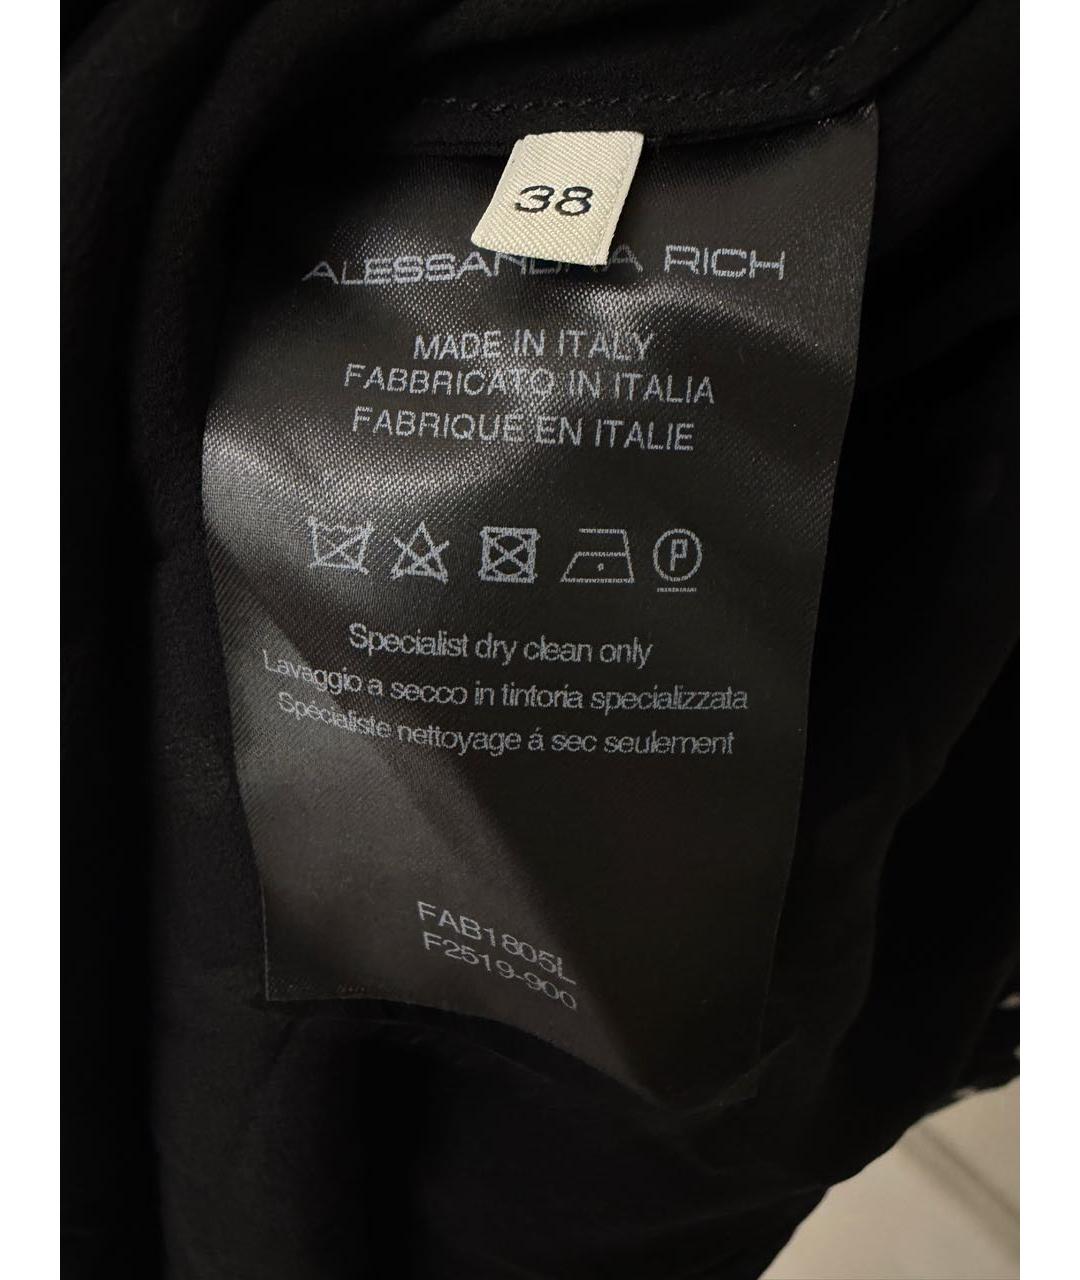 38
ALESSANDRA RICH
MADE IN ITALY
FABBRICATO IN ITALIA
FABRIQUE EN ITALIE
P
Specialist dry clean only
Lavaggio a secco in tintoria specializzata
Spécialiste nettoyage á sec seulement
FAB1805L
F2519-900